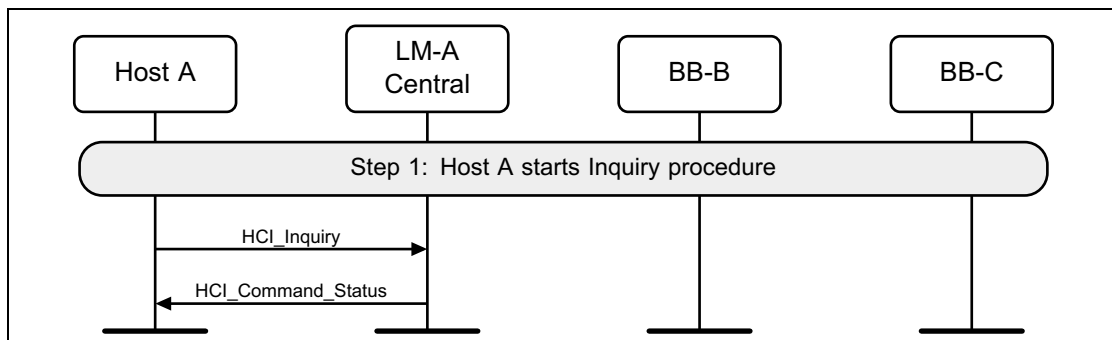 Host A
LM-A
Central
BB-B
BB-C
Step 1: Host A starts Inquiry procedure
HCI_Inquiry
HCI_Command_Status